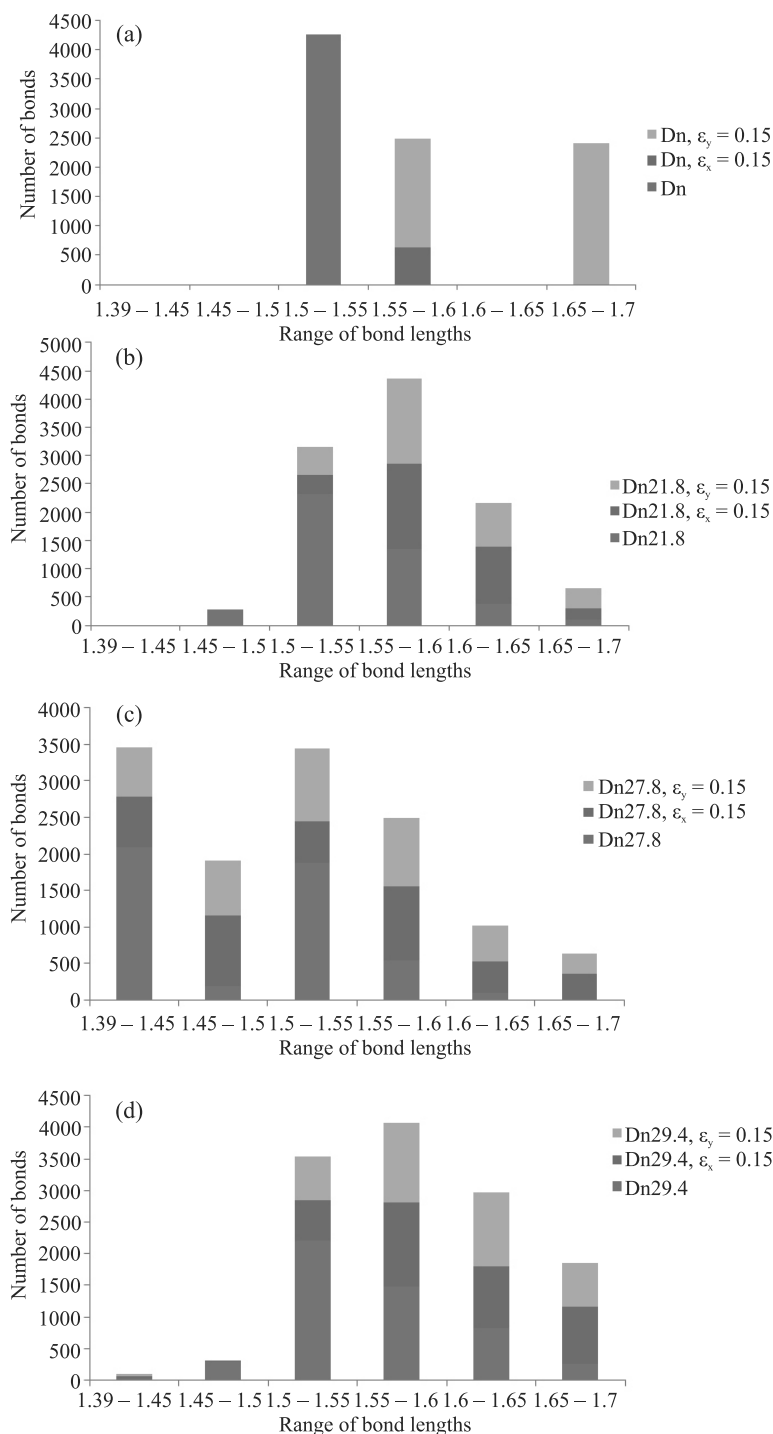 (a)
Number of bonds
4500
4000
3500
3000
2500
2000
1500
1000
500
0
1.39 – 1.45 1.45 – 1.5 1.5 – 1.55 1.55 – 1.6 1.6 – 1.65 1.65 – 1.7
Range of bond lengths
Dn, εy = 0.15
Dn, εx = 0.15
Dn
(b)
Number of bonds
5000
4500
4000
3500
3000
2500
2000
1500
1000
500
0
1.39 – 1.45 1.45 – 1.5 1.5 – 1.55 1.55 – 1.6 1.6 – 1.65 1.65 – 1.7
Range of bond lengths
Dn21.8, εy = 0.15
Dn21.8, εx = 0.15
Dn21.8
(c)
Number of bonds
4000
3500
3000
2500
2000
1500
1000
500
0
1.39 – 1.45 1.45 – 1.5 1.5 – 1.55 1.55 – 1.6 1.6 – 1.65 1.65 – 1.7
Range of bond lengths
Dn27.8, εy = 0.15
Dn27.8, εx = 0.15
Dn27.8
(d)
Number of bonds
4500
4000
3500
3000
2500
2000
1500
1000
500
0
1.39 – 1.45 1.45 – 1.5 1.5 – 1.55 1.55 – 1.6 1.6 – 1.65 1.65 – 1.7
Range of bond lengths
Dn29.4, εy = 0.15
Dn29.4, εx = 0.15
Dn29.4